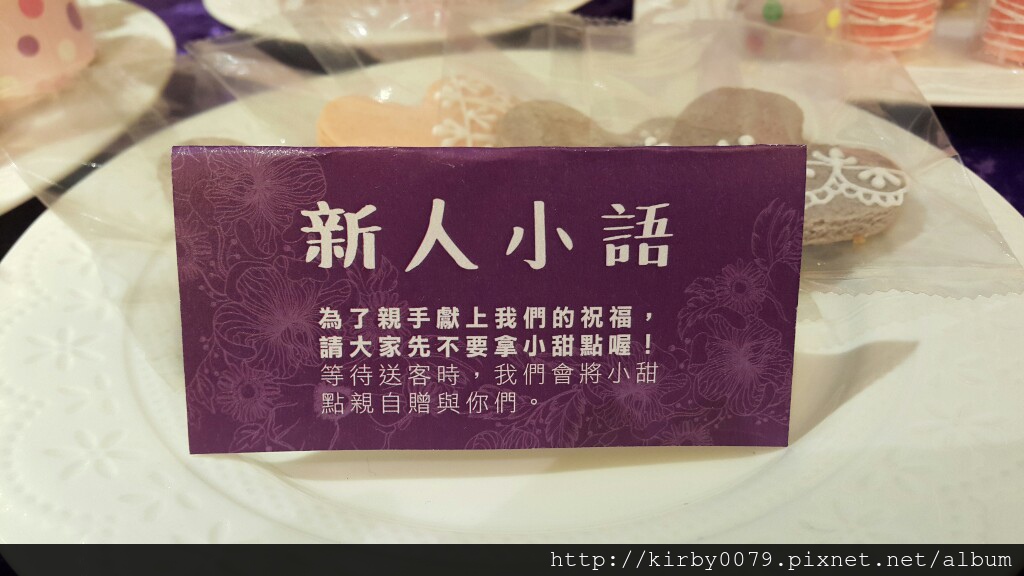 新人小語
為了親手獻上我們的祝福，
請大家先不要拿小甜點喔！
等待送客時，我們會將小甜
點親自贈與你們。
http://kirby0079.pixnet.net/album